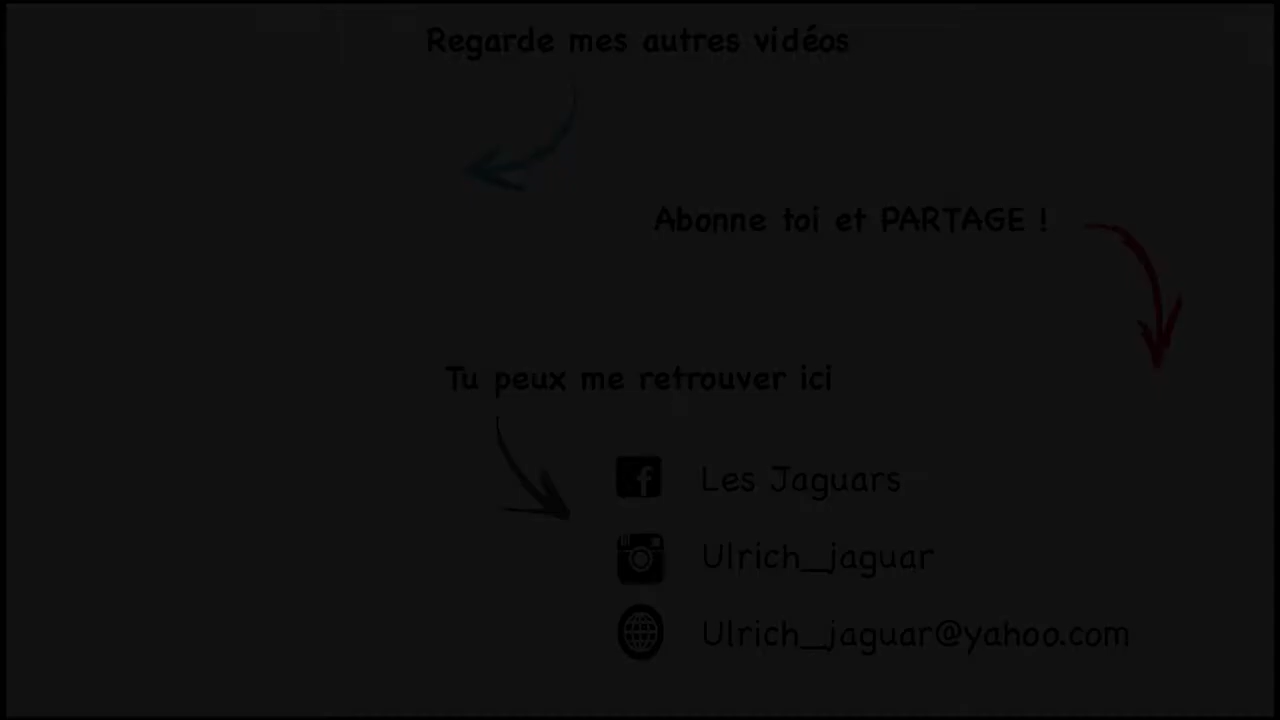 Regarde mes autres vidéos
Abonne toi et PARTAGE !
Tu peux me retrouver ici
Les Jaguars
Ulrich_jaguar
Ulrich_jaguar@yahoo.com